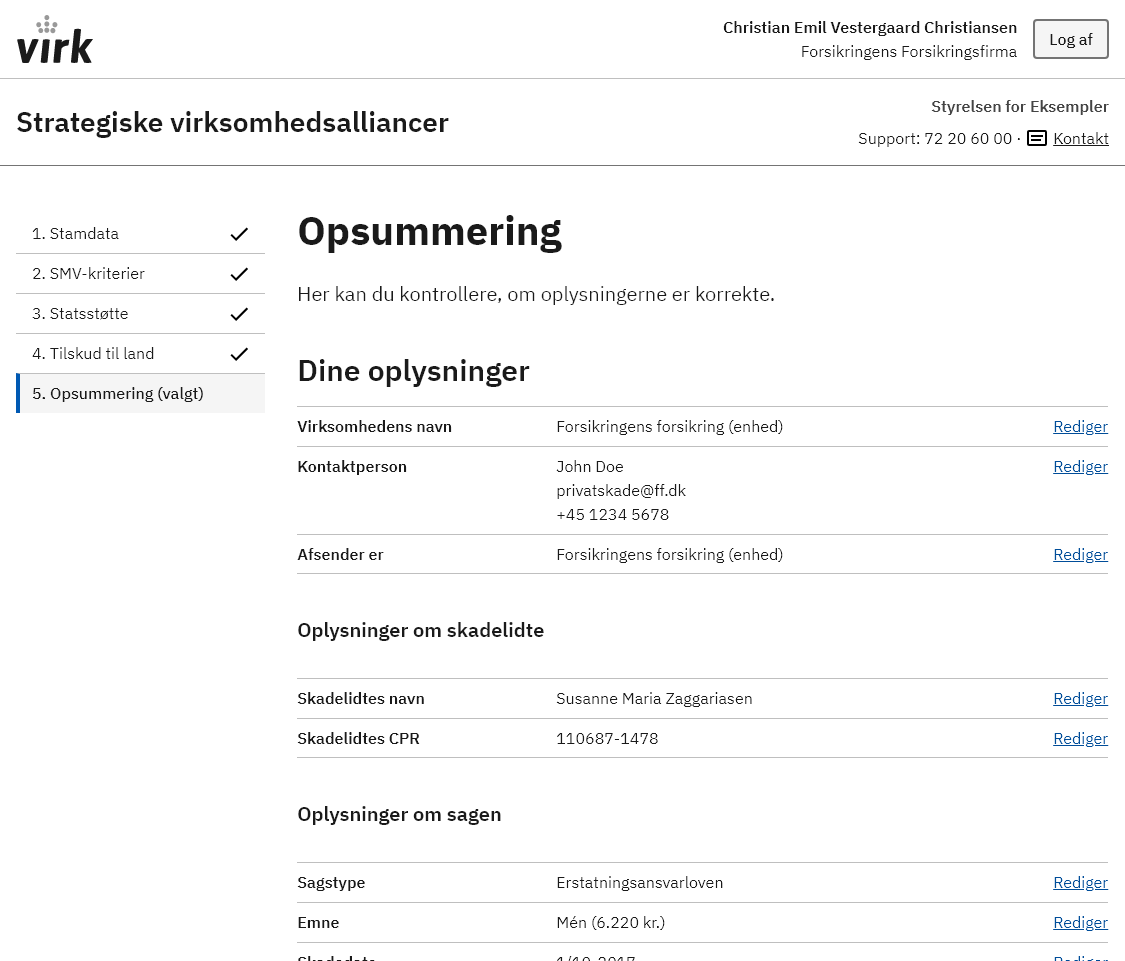 virk
Christian Emil Vestergaard Christiansen
Forsikringens Forsikringsfirma
Log af
Strategiske virksomhedsalliancer
Styrelsen for Eksempler
Support: 72 20 60 00 · Kontakt
1. Stamdata
2. SMV-kriterier
3. Statsstøtte
4. Tilskud til land
5. Opsummering (valgt)
Opsummering
Her kan du kontrollere, om oplysningerne er korrekte.
Dine oplysninger
Virksomhedens navn Forsikringens forsikring (enhed) Rediger
Kontaktperson John Doe Rediger
privatskade@ff.dk
+45 1234 5678
Afsender er Forsikringens forsikring (enhed) Rediger
Oplysninger om skadelidte
Skadelidtes navn Susanne Maria Zaggariasen Rediger
Skadelidtes CPR 110687-1478 Rediger
Oplysninger om sagen
Sagstype Erstatningsansvarloven Rediger
Emne Mén (6.220 kr.) Rediger